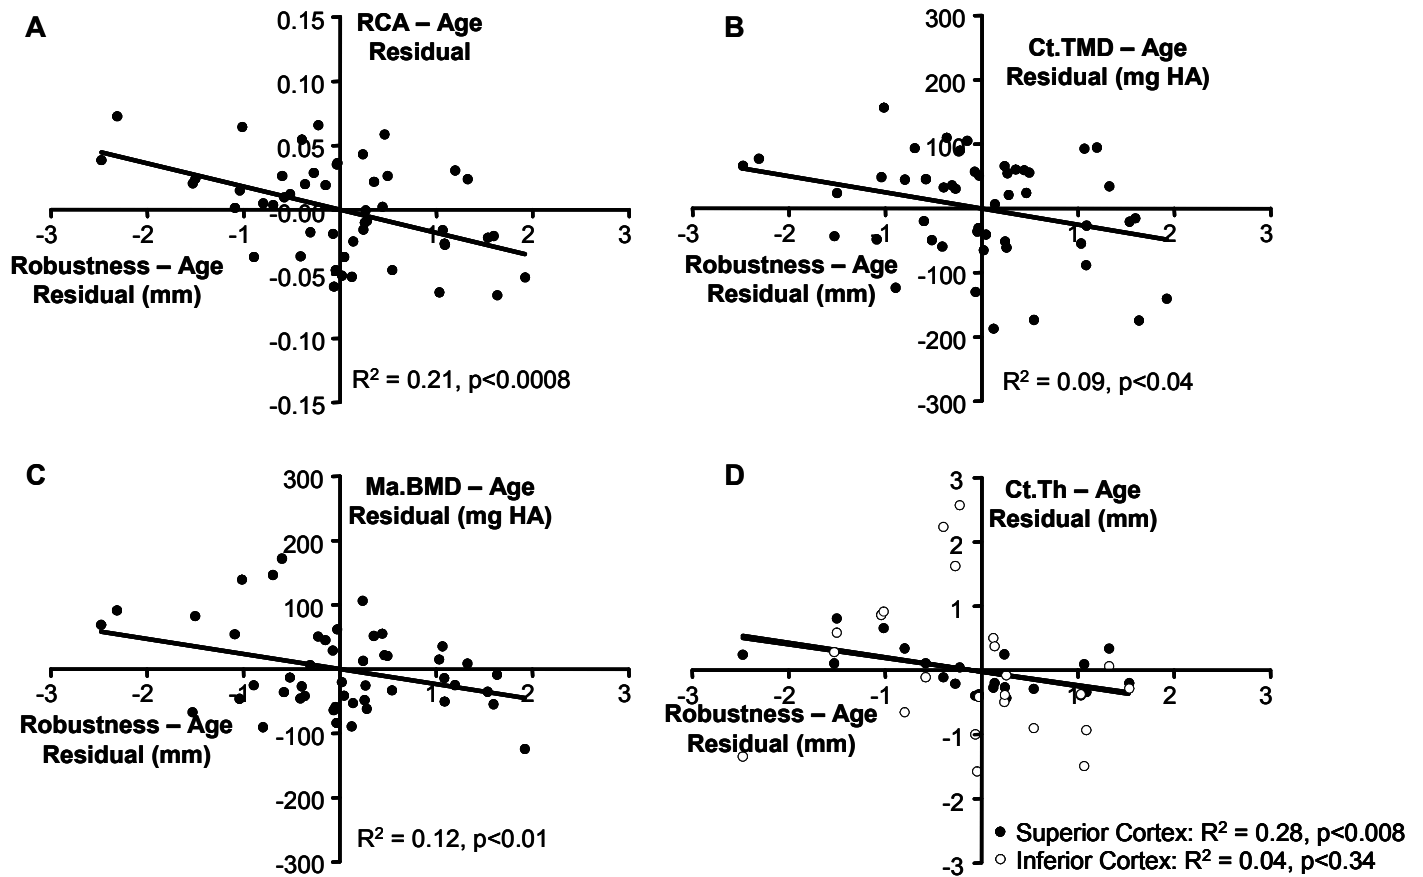 A
RCA – Age
Residual
0.15
0.10
0.05
-0.00
-0.05
-0.10
-0.15
-3
-2
-1
1
2
3
Robustness – Age
Residual (mm)
R² = 0.21, p<0.0008
B
Ct.TMD – Age
Residual (mg HA)
300
200
100
-100
-200
-300
-3
-2
-1
1
2
3
Robustness – Age
Residual (mm)
R² = 0.09, p<0.04
C
Ma.BMD – Age
Residual (mg HA)
300
200
100
-100
-200
-300
-3
-2
-1
1
2
3
Robustness – Age
Residual (mm)
R² = 0.12, p<0.01
D
Ct.Th – Age
Residual (mm)
3
2
1
-1
-2
-3
-3
-2
-1
1
2
3
Robustness – Age
Residual (mm)
Superior Cortex: R² = 0.28, p<0.008
Inferior Cortex: R² = 0.04, p<0.34